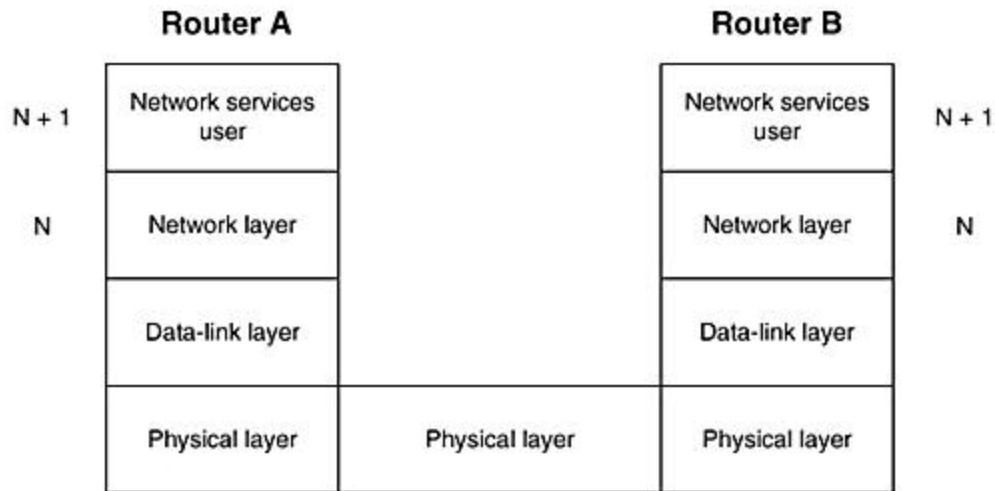 Router A
Router B
N + 1
Network services
user
Network services
user
N + 1
N
Network layer
Network layer
N
Data-link layer
Data-link layer
Physical layer
Physical layer
Physical layer